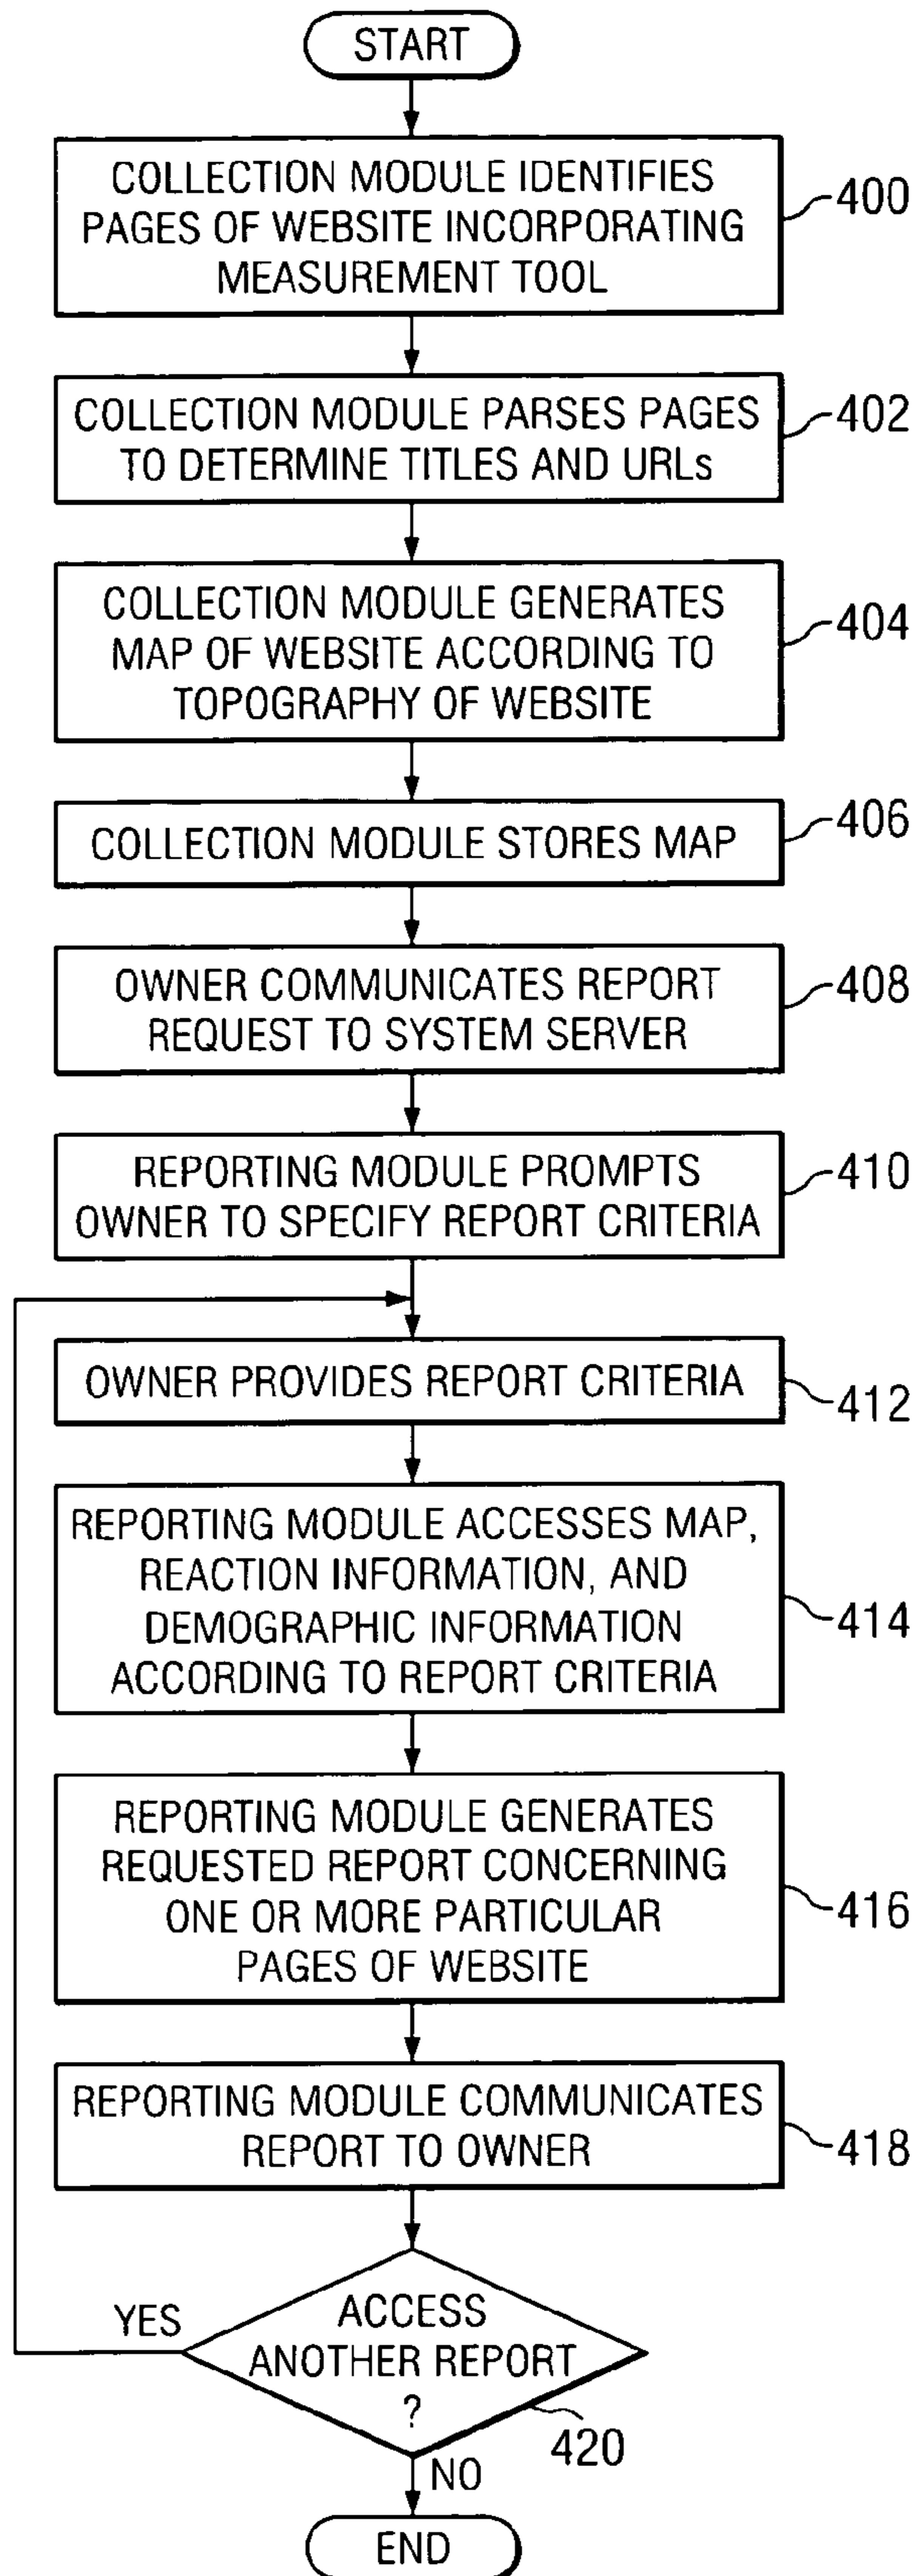 START
COLLECTION MODULE IDENTIFIES
PAGES OF WEBSITE INCORPORATING
MEASUREMENT TOOL
400
COLLECTION MODULE PARSES PAGES
TO DETERMINE TITLES AND URLs
402
COLLECTION MODULE GENERATES
MAP OF WEBSITE ACCORDING TO
TOPOGRAPHY OF WEBSITE
404
COLLECTION MODULE STORES MAP
406
OWNER COMMUNICATES REPORT
REQUEST TO SYSTEM SERVER
408
REPORTING MODULE PROMPTS
OWNER TO SPECIFY REPORT CRITERIA
410
OWNER PROVIDES REPORT CRITERIA
412
REPORTING MODULE ACCESSES MAP,
REACTION INFORMATION, AND
DEMOGRAPHIC INFORMATION
ACCORDING TO REPORT CRITERIA
414
REPORTING MODULE GENERATES
REQUESTED REPORT CONCERNING
ONE OR MORE PARTICULAR
PAGES OF WEBSITE
416
REPORTING MODULE COMMUNICATES
REPORT TO OWNER
418
YES
ACCESS
ANOTHER REPORT
?
420
NO
END